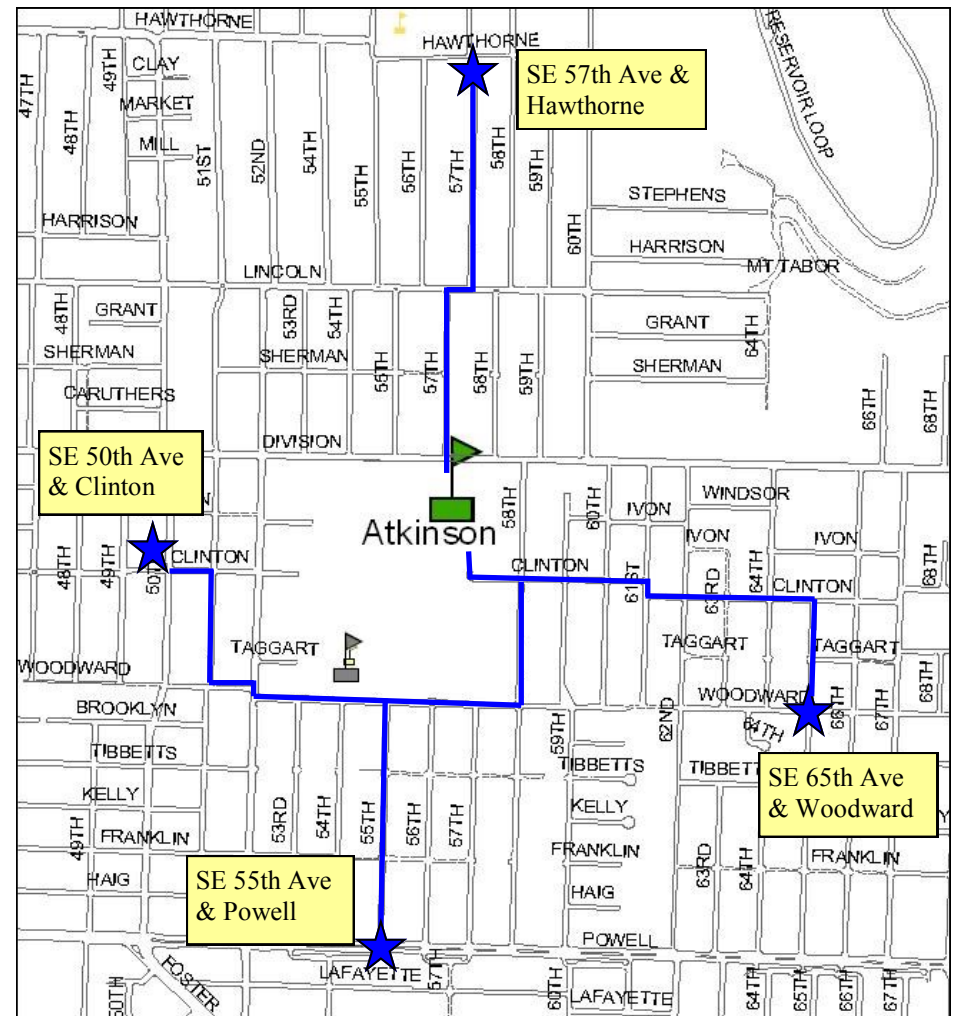 HAWTHORNE
HAWTHORNE
CLAY
49TH
47TH
48TH
MARKET
MILL
51ST
52ND
54TH
55TH
56TH
57TH
58TH
59TH
60TH
RESERVOIR LOOP
SE 57th Ave &
Hawthorne
STEPHENS
HARRISON
HARRISON
MT TABOR
LINCOLN
48TH
GRANT
53RD
54TH
GRANT
64TH
SHERMAN
SHERMAN
55TH
57TH
58TH
59TH
SHERMAN
CARUTHERS
66TH
68TH
DIVISION
SE 50th Ave
& Clinton
Atkinson
58TH
60TH
IVON
WINDSOR
IVON
IVON
48TH
49TH
CLINTON
CLINTON
61ST
63RD
64TH
CLINTON
68TH
TAGGART
TAGGART
TAGGART
WOODWARD
WOODWARD
BROOKLYN
62ND
64TH
66TH
67TH
68TH
TIBBETTS
59TH
TIBBETTS
KELLY
KELLY
49TH
FRANKLIN
53RD
54TH
55TH
56TH
57TH
FRANKLIN
FRANKLIN
SE 65th Ave
& Woodward
HAIG
HAIG
63RD
64TH
SE 55th Ave
& Powell
POWELL
FOSTER
LAFAYETTE
57TH
60TH
LAFAYETTE
64TH
65TH
66TH
67TH